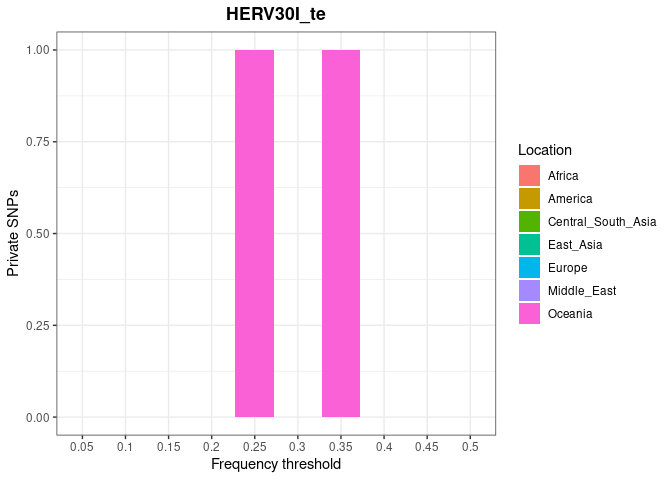 HERV30I_te
Private SNPs
1.00
0.75
0.50
0.25
0.00
0.05 0.1 0.15 0.2 0.25 0.3 0.35 0.4 0.45 0.5
Frequency threshold
Location
Africa
America
Central_South_Asia
East_Asia
Europe
Middle_East
Oceania